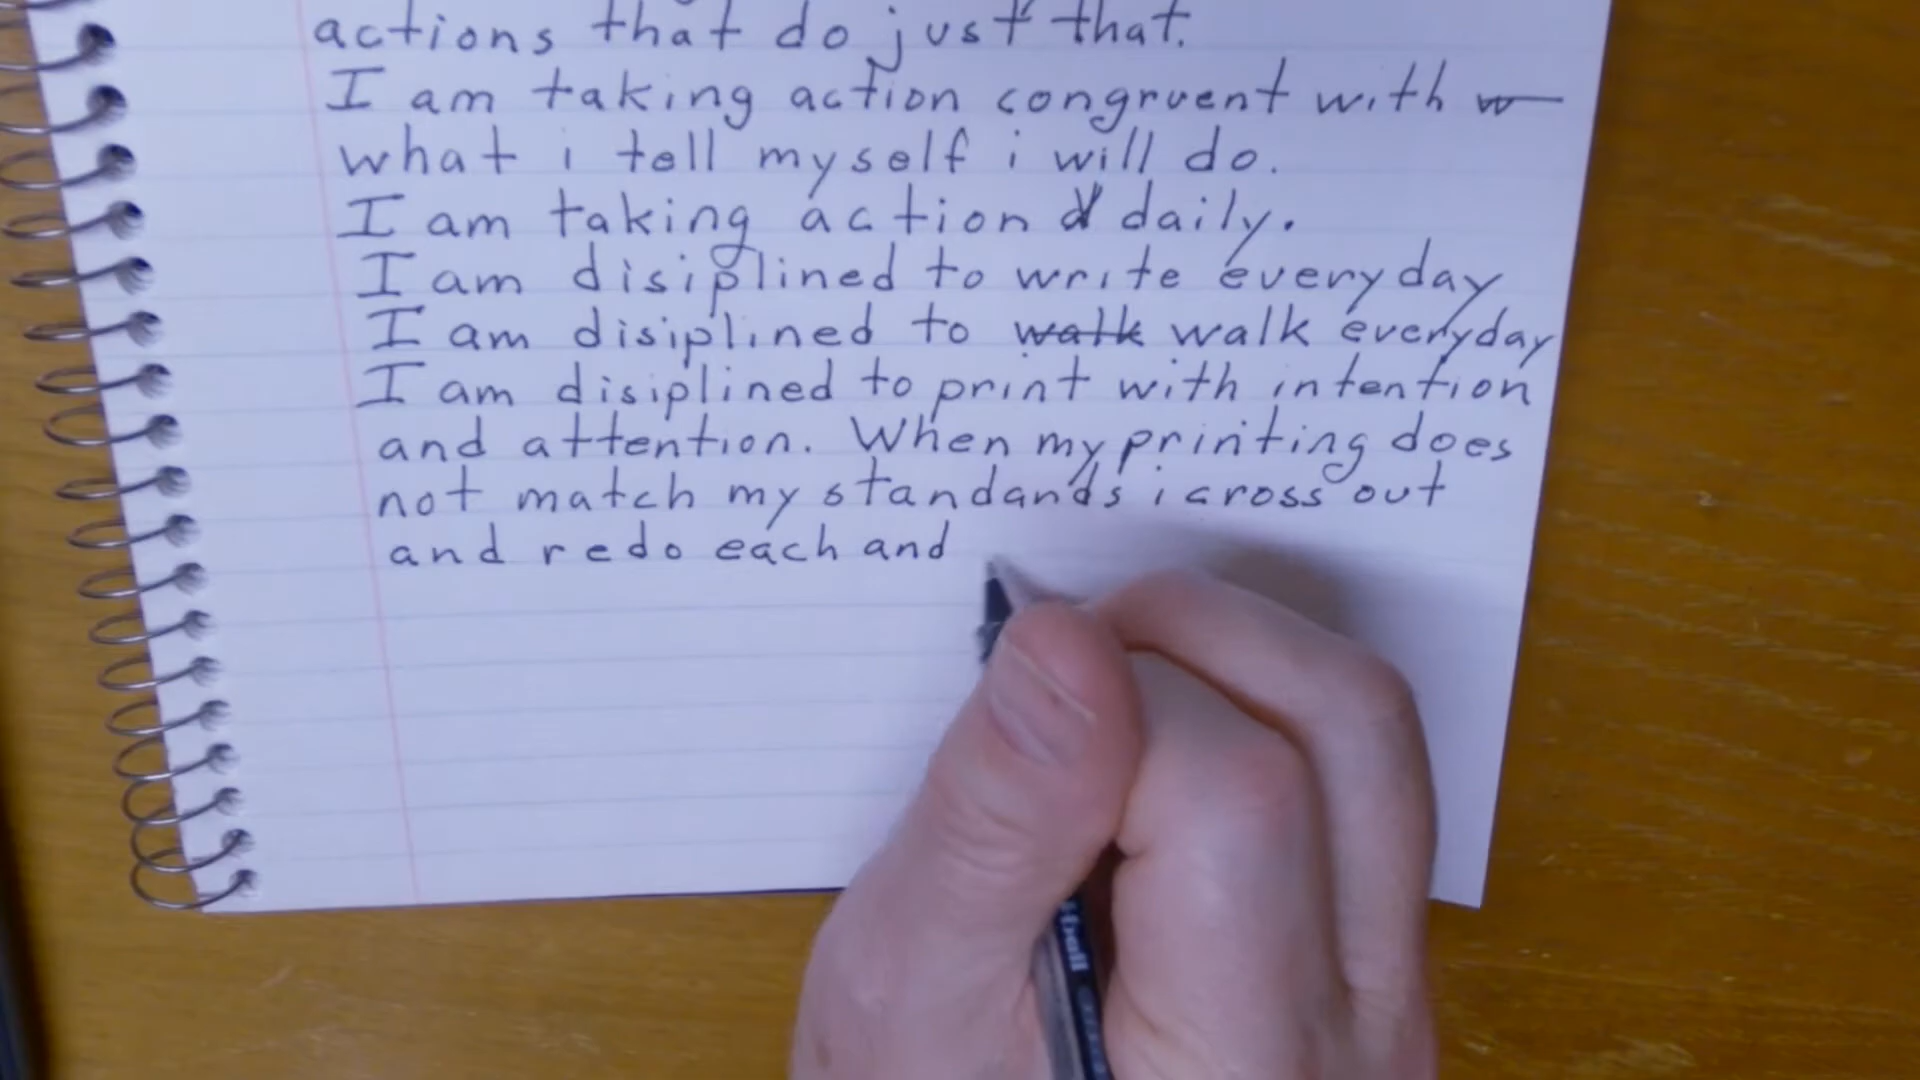 actions that do just that.
I am taking action congruent with w
what i tell myself i will do.
I am taking action d daily.
I am disiplined to write everyday
I am disiplined to walk walk everyday
I am disiplined to print with intention
and attention. When my printing does
not match my standands i cross out
and redo each and